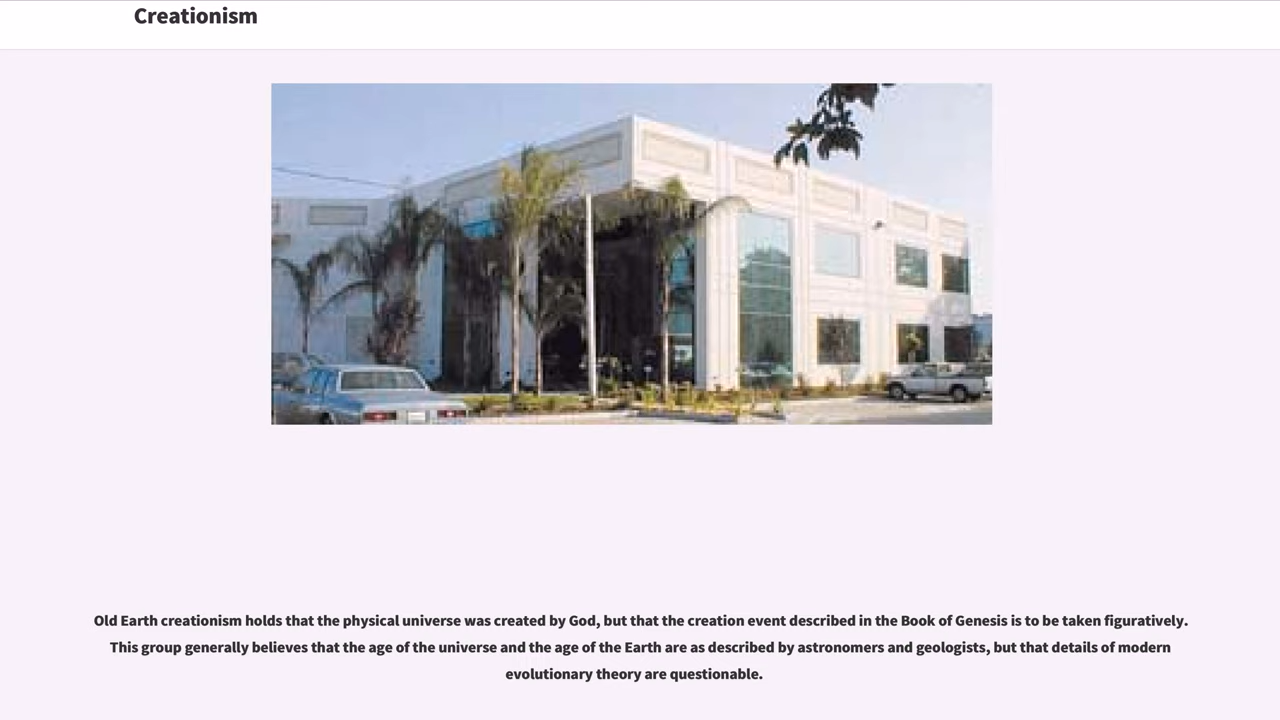 Creationism
Old Earth creationism holds that the physical universe was created by God, but that the creation event described in the Book of Genesis is to be taken figuratively.
This group generally believes that the age of the universe and the age of the Earth are as described by astronomers and geologists, but that details of modern
evolutionary theory are questionable.